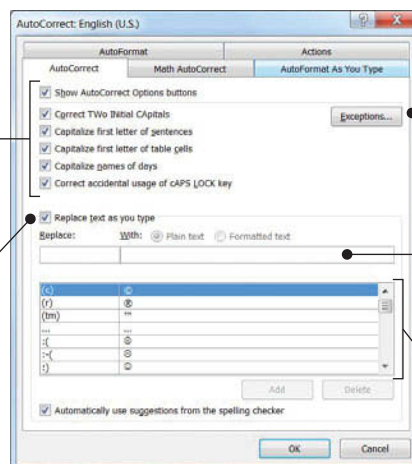 AutoCorrect: English (U.S.)
AutoFormat Actions
AutoCorrect Math AutoCorrect AutoFormat As You Type
Show AutoCorrect Options buttons
Correct TWo INitial CApitals
Exceptions...
Capitalize first letter of sentences
Capitalize first letter of table cells
Capitalize names of days
Correct accidental usage of cAPS LOCK key
Replace text as you type
Replace: With: Plain text Formatted text
(c) ©
(r) ®
(tm) ™
... ...
:( ☹
:-( ☹
:) ☺
Add Delete
Automatically use suggestions from the spelling checker
OK Cancel